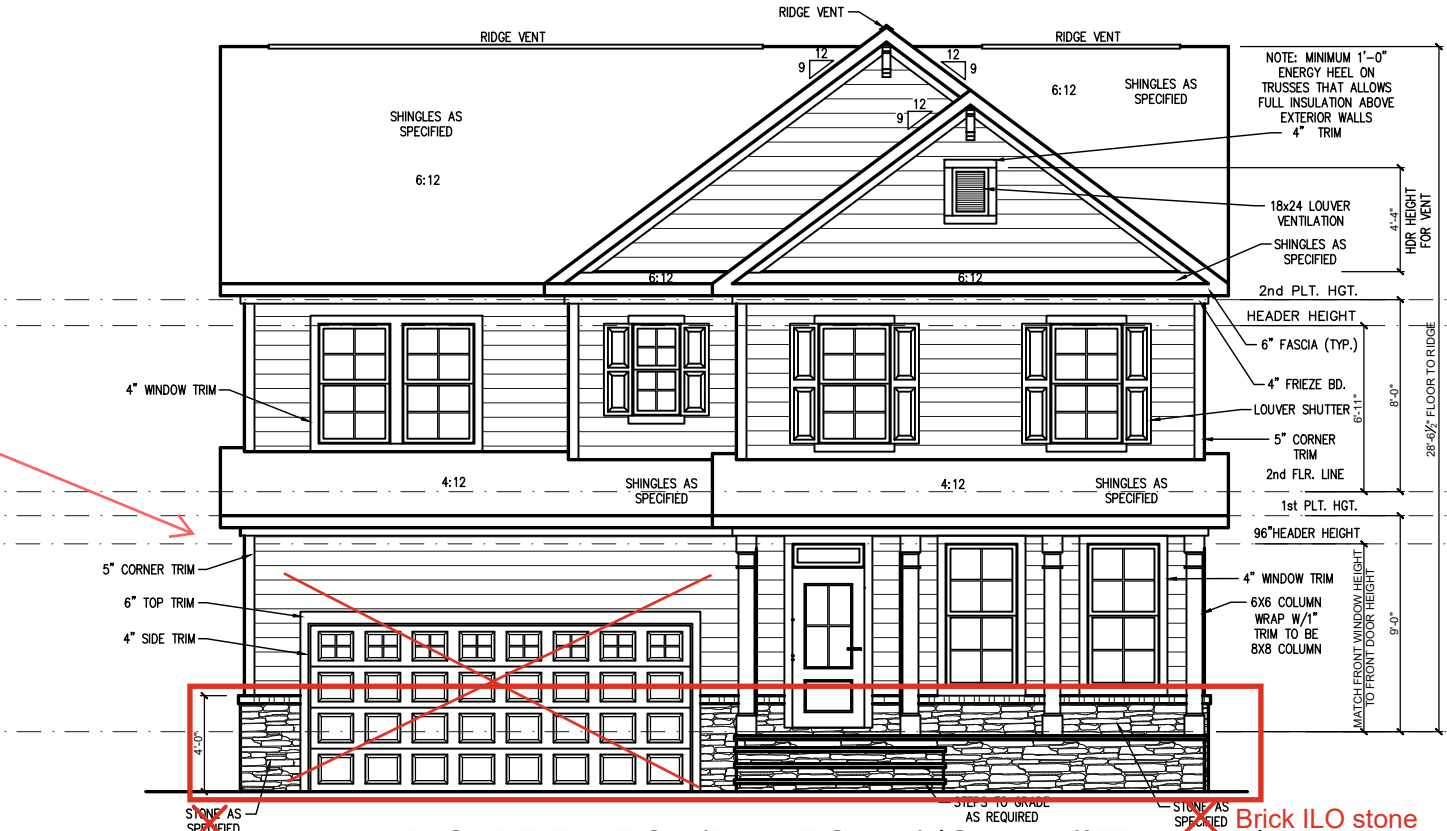 RIDGE VENT
RIDGE VENT
RIDGE VENT
12
9
12
9
12
9
SHINGLES AS
SPECIFIED
6:12
6:12
SHINGLES AS
SPECIFIED
NOTE: MINIMUM 1'-0"
ENERGY HEEL ON
TRUSSES THAT ALLOWS
FULL INSULATION ABOVE
EXTERIOR WALLS
4" TRIM
18x24 LOUVER
VENTILATION
4'-4"
HDR HEIGHT
FOR VENT
SHINGLES AS
SPECIFIED
6:12
6:12
2nd PLT. HGT.
HEADER HEIGHT
6" FASCIA (TYP.)
4" FRIEZE BD.
LOUVER SHUTTER
6'-11"
8'-0"
28'-6½" FLOOR TO RIDGE
4" WINDOW TRIM
5" CORNER
TRIM
2nd FLR. LINE
4:12
SHINGLES AS
SPECIFIED
4:12
SHINGLES AS
SPECIFIED
1st PLT. HGT.
96"HEADER HEIGHT
5" CORNER TRIM
6" TOP TRIM
4" SIDE TRIM
4" WINDOW TRIM
6X6 COLUMN
WRAP W/1"
TRIM TO BE
8X8 COLUMN
MATCH FRONT WINDOW HEIGHT
TO FRONT DOOR HEIGHT
9'-0"
4'-0"
STONE AS
SPECIFIED
STEPS TO GRADE
AS REQUIRED
STONE AS
SPECIFIED
Brick ILO stone